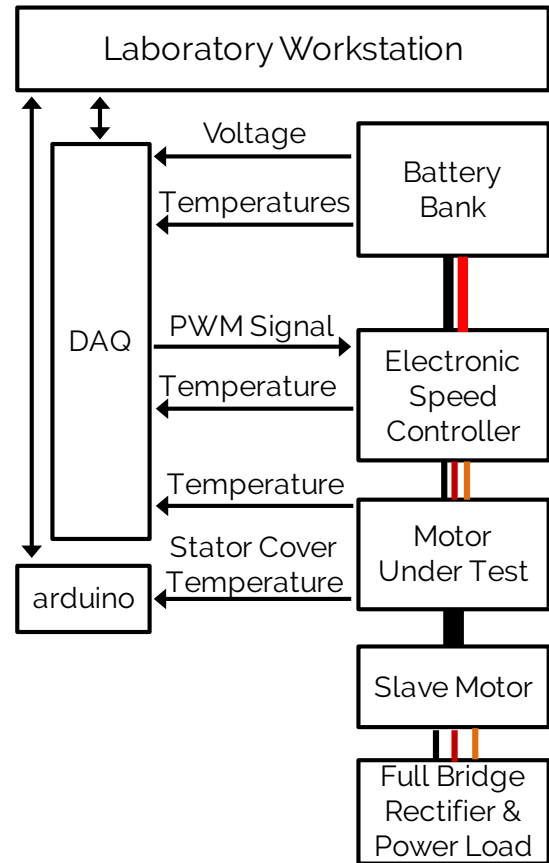 Laboratory Workstation
Voltage
Battery
Bank
Temperatures
DAQ
PWM Signal
Electronic
Speed
Controller
Temperature
Temperature
Motor
Under Test
Stator Cover
Temperature
arduino
Slave Motor
Full Bridge
Rectifier &
Power Load